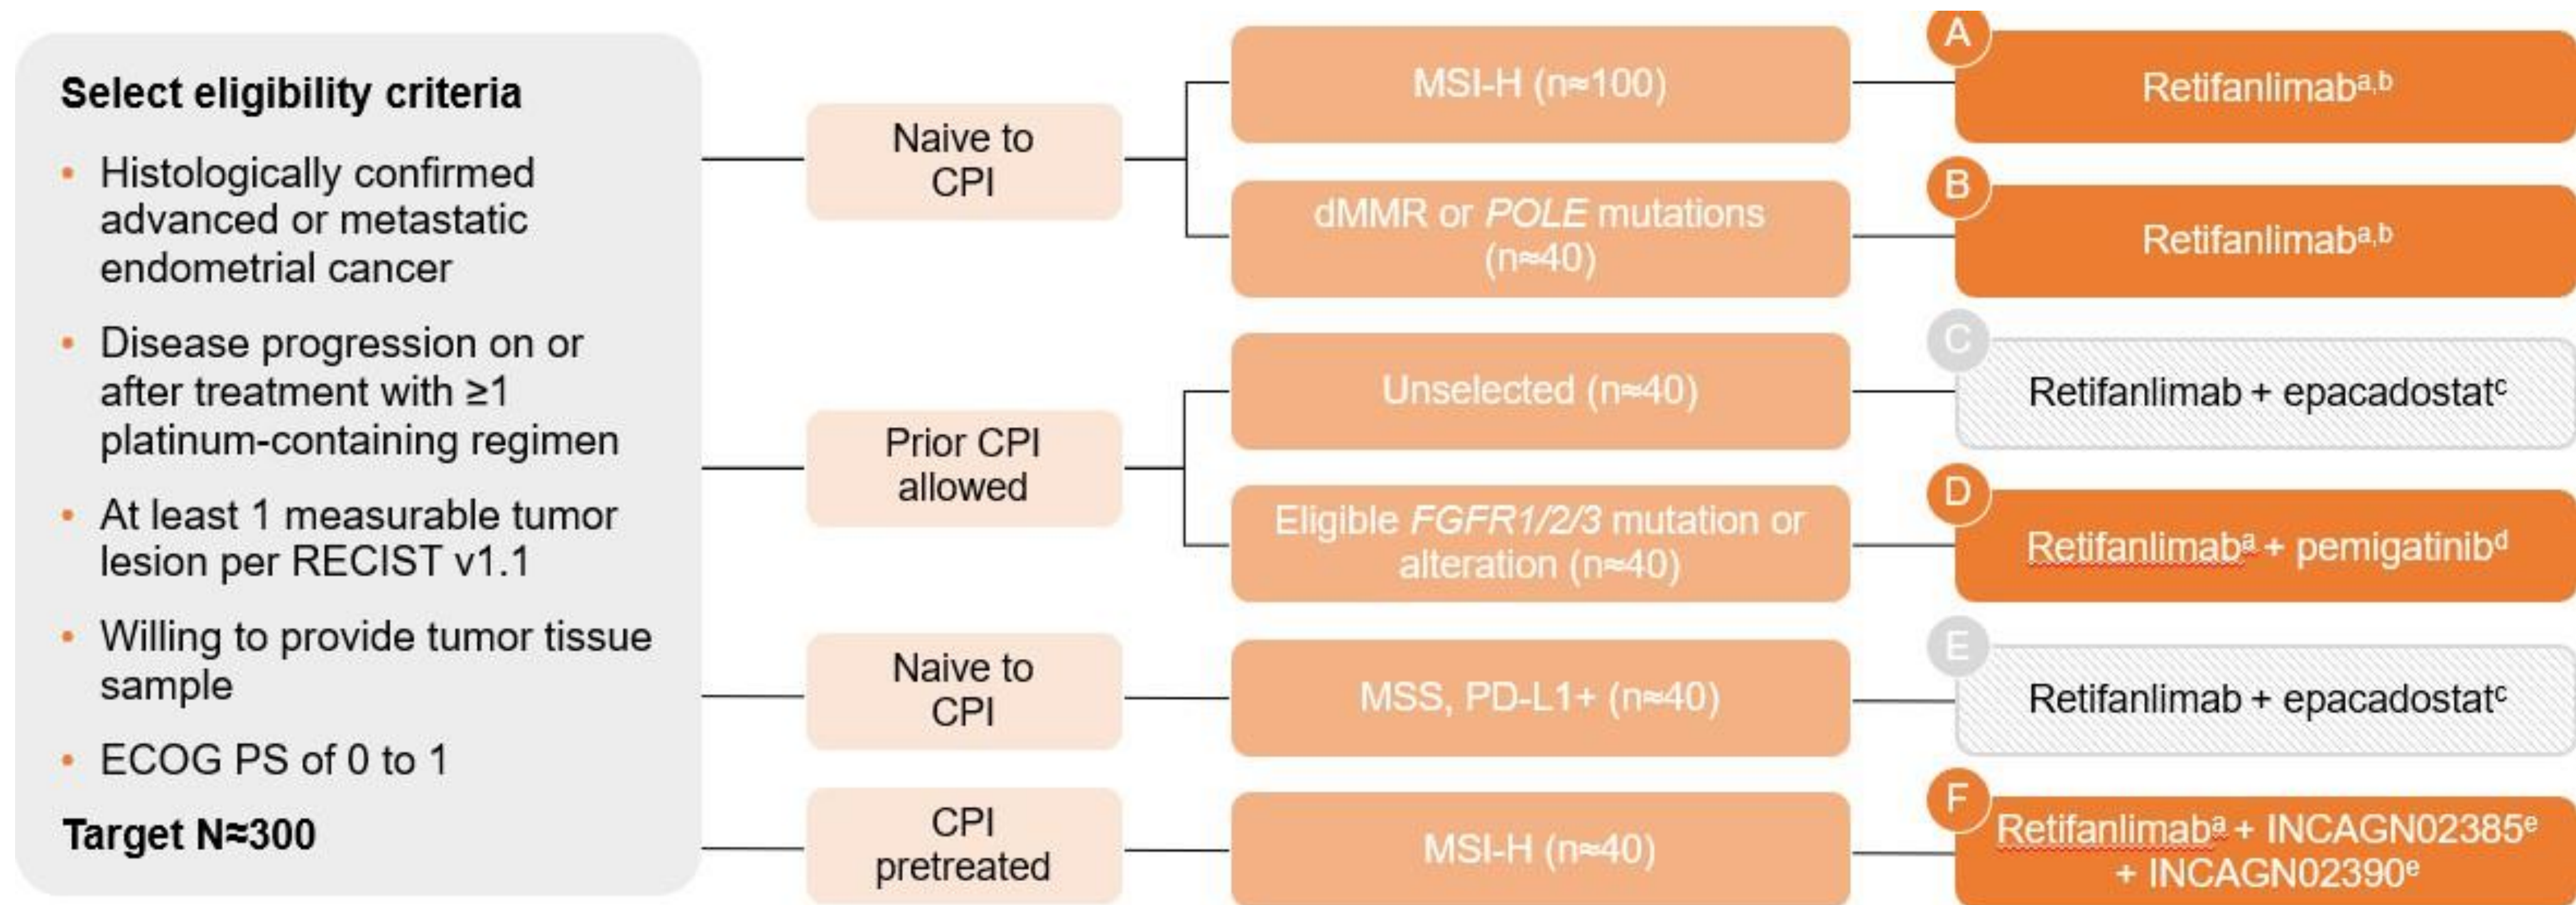 Select eligibility criteria
• Histologically confirmed
advanced or metastatic
endometrial cancer
• Disease progression on or
after treatment with ≥1
platinum-containing regimen
• At least 1 measurable tumor
lesion per RECIST v1.1
• Willing to provide tumor tissue
sample
• ECOG PS of 0 to 1
Target N≈300
Naive to
CPI
MSI-H (n≈100)
A
Retifanlimabᵃ,ᵇ
dMMR or POLE mutations
(n≈40)
B
Retifanlimabᵃ,ᵇ
Prior CPI
allowed
Unselected (n≈40)
C
Retifanlimab + epacadostatᶜ
Eligible FGFR1/2/3 mutation or
alteration (n≈40)
D
Retifanlimabᵃ + pemigatinibᵈ
Naive to
CPI
MSS, PD-L1+ (n≈40)
E
Retifanlimab + epacadostatᶜ
CPI
pretreated
MSI-H (n≈40)
F
Retifanlimabᵃ + INCAGN02385ᵉ
+ INCAGN02390ᵉ